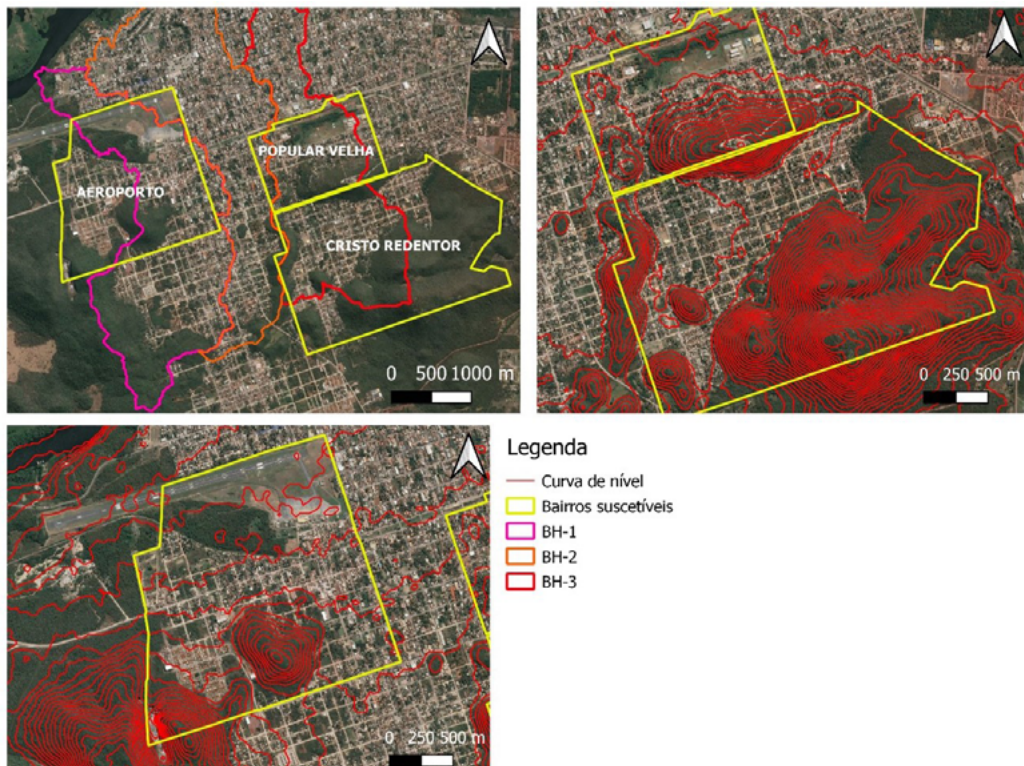 POPULAR VELHA
AEROPORTO
CRISTO REDENTOR
0 500 1000 m
0 250 500 m
0 250 500 m
Legenda
Curva de nível
Bairros suscetíveis
BH-1
BH-2
BH-3